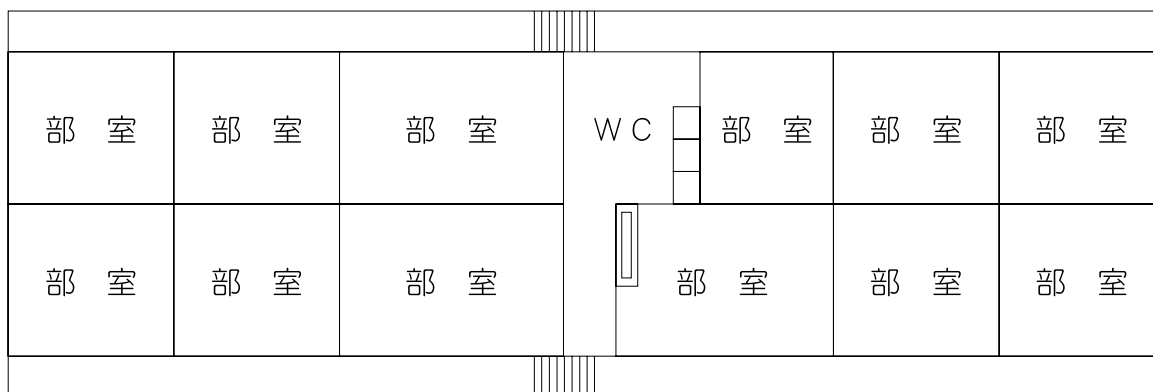 部 室 部 室 部 室 WC 部 室 部 室 部 室
部 室 部 室 部 室 部 室 部 室 部 室